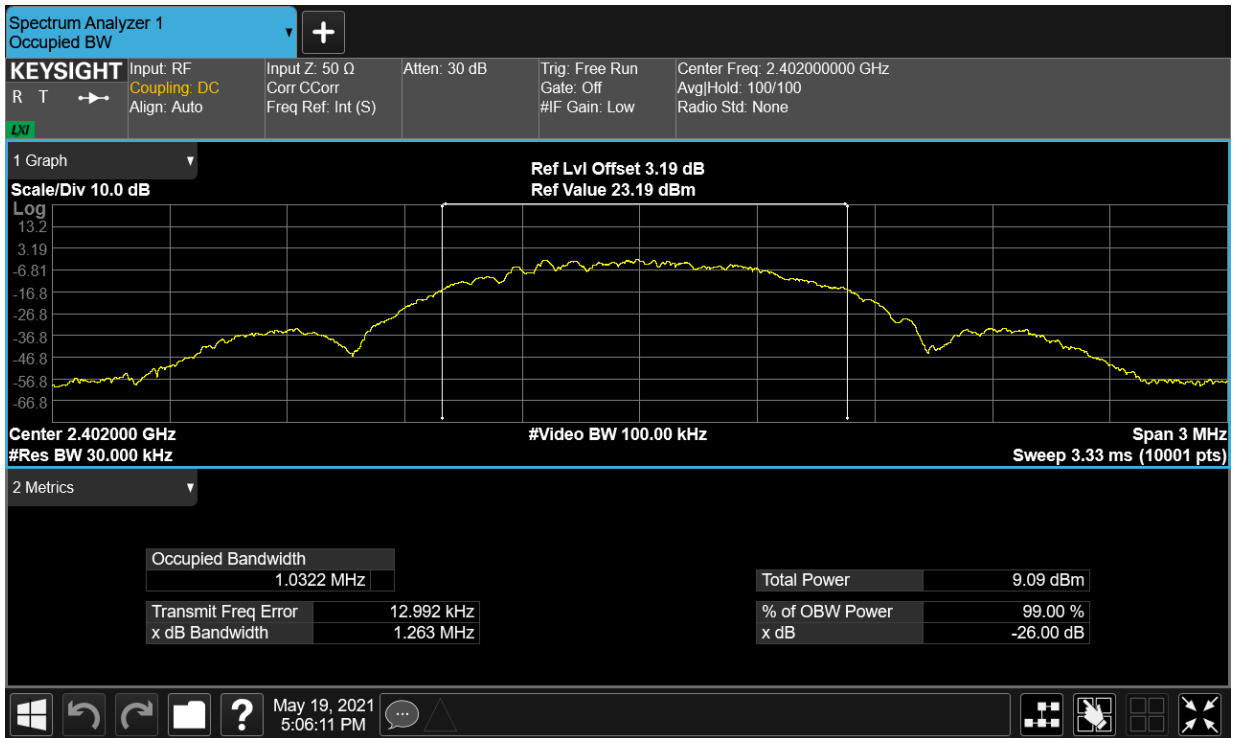 Spectrum Analyzer 1
Occupied BW
▼
+
KEYSIGHT
R T
LXI
Input: RF
Coupling: DC
Align: Auto
Input Z: 50 Ω
Corr CCorr
Freq Ref: Int (S)
Atten: 30 dB
Trig: Free Run
Gate: Off
#IF Gain: Low
Center Freq: 2.402000000 GHz
Avg|Hold: 100/100
Radio Std: None
1 Graph
Ref Lvl Offset 3.19 dB
Scale/Div 10.0 dB
Ref Value 23.19 dBm
Log
13.2
3.19
-6.81
-16.8
-26.8
-36.8
-46.8
-56.8
-66.8
Center 2.402000 GHz
#Video BW 100.00 kHz
Span 3 MHz
#Res BW 30.000 kHz
Sweep 3.33 ms (10001 pts)
2 Metrics
Occupied Bandwidth
1.0322 MHz
Total Power 9.09 dBm
Transmit Freq Error 12.992 kHz
% of OBW Power 99.00 %
x dB Bandwidth 1.263 MHz
x dB -26.00 dB
?
May 19, 2021
5:06:11 PM